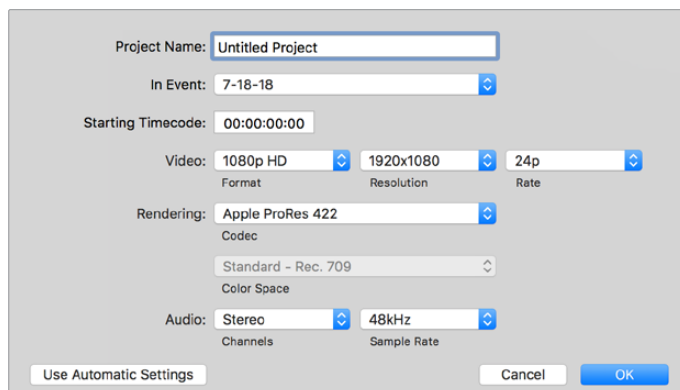 Project Name: Untitled Project
In Event: 7-18-18
Starting Timecode: 00:00:00:00
Video: 1080p HD 1920x1080 24p
Format Resolution Rate
Rendering: Apple ProRes 422
Codec
Standard - Rec. 709
Color Space
Audio: Stereo 48kHz
Channels Sample Rate
Use Automatic Settings Cancel OK